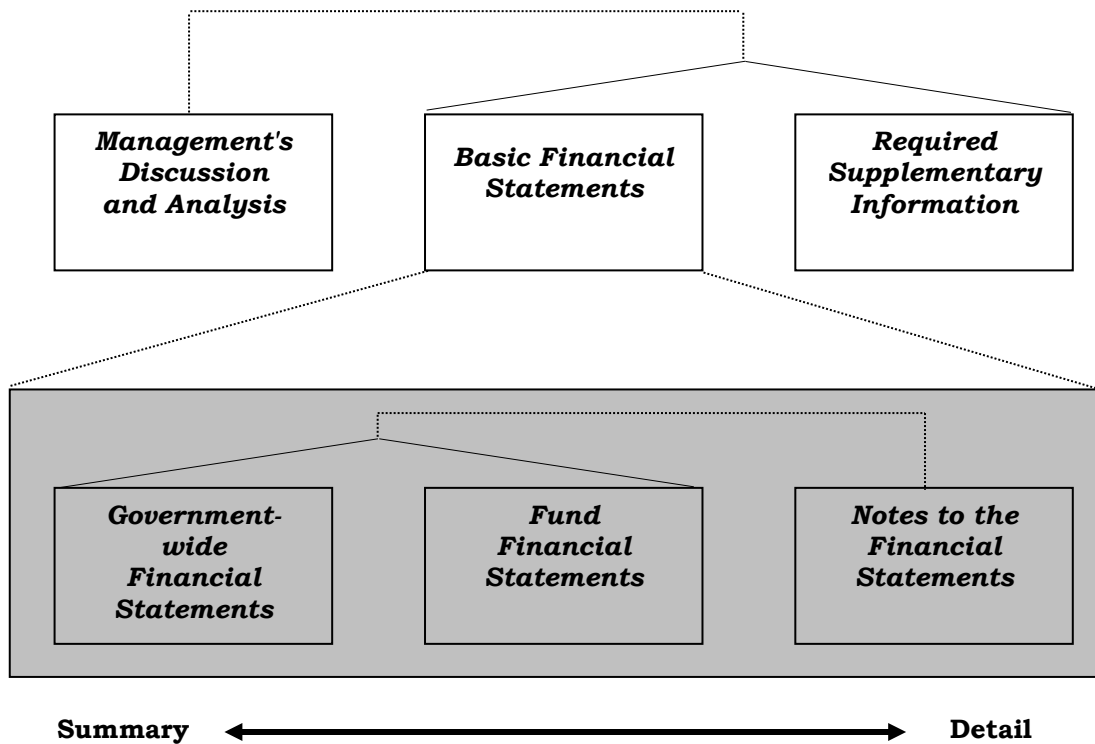 Management's
Discussion
and Analysis
Basic Financial
Statements
Required
Supplementary
Information
Government-
wide
Financial
Statements
Fund
Financial
Statements
Notes to the
Financial
Statements
Summary
Detail